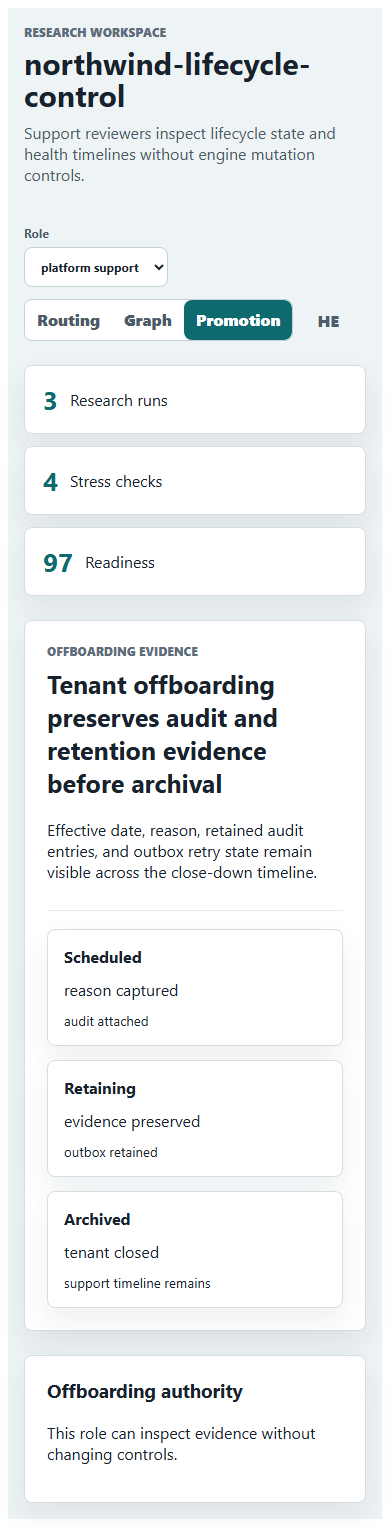 RESEARCH WORKSPACE
northwind-lifecycle-
control
Support reviewers inspect lifecycle state and
health timelines without engine mutation
controls.
Role
platform support
Routing Graph Promotion HE
3 Research runs
4 Stress checks
97 Readiness
OFFBOARDING EVIDENCE
Tenant offboarding
preserves audit and
retention evidence
before archival
Effective date, reason, retained audit
entries, and outbox retry state remain
visible across the close-down timeline.
Scheduled
reason captured
audit attached
Retaining
evidence preserved
outbox retained
Archived
tenant closed
support timeline remains
Offboarding authority
This role can inspect evidence without
changing controls.